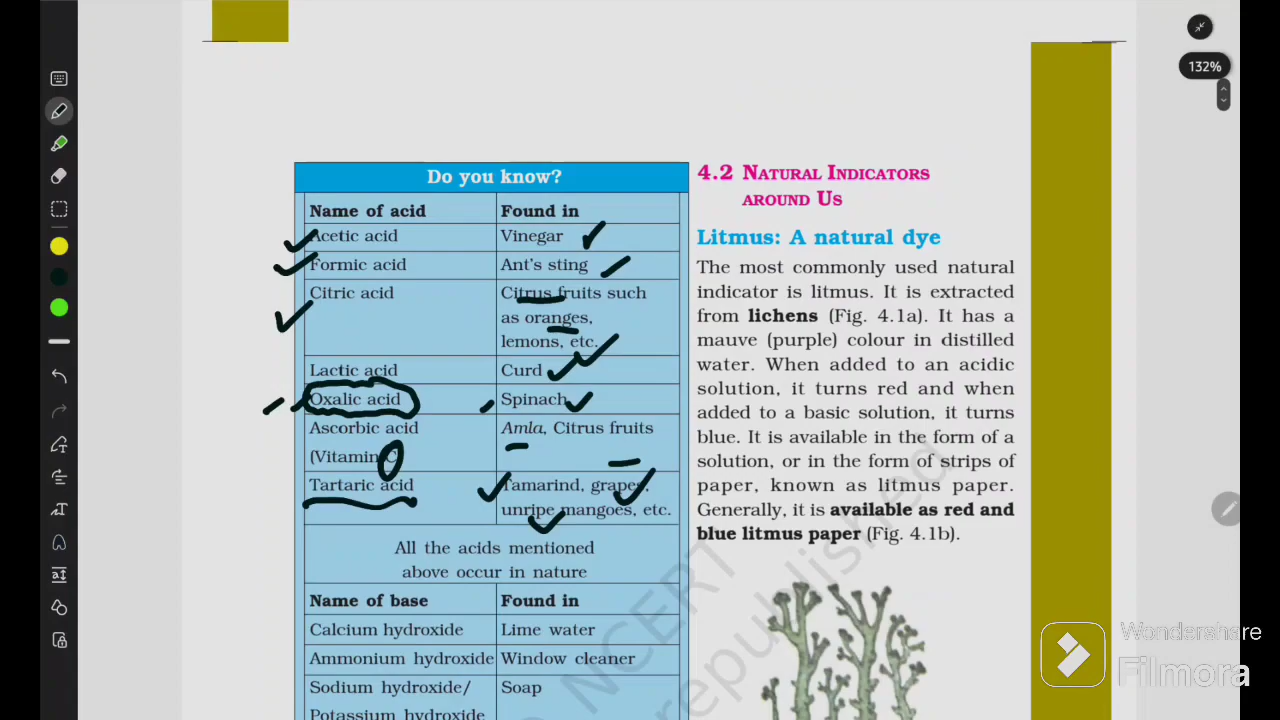 132%
Do you know?
Name of acid Found in
Acetic acid Vinegar
Formic acid Ant's sting
Citric acid Citrus fruits such
as oranges,
lemons, etc.
Lactic acid Curd
Oxalic acid Spinach
Ascorbic acid Amla, Citrus fruits
(Vitamin C)
Tartaric acid Tamarind, grapes,
unripe mangoes, etc.
All the acids mentioned
above occur in nature
Name of base Found in
Calcium hydroxide Lime water
Ammonium hydroxide Window cleaner
Sodium hydroxide/ Soap
Potassium hydroxide
4.2 NATURAL INDICATORS
AROUND US
Litmus: A natural dye
The most commonly used natural
indicator is litmus. It is extracted
from lichens (Fig. 4.1a). It has a
mauve (purple) colour in distilled
water. When added to an acidic
solution, it turns red and when
added to a basic solution, it turns
blue. It is available in the form of a
solution, or in the form of strips of
paper, known as litmus paper.
Generally, it is available as red and
blue litmus paper (Fig. 4.1b).
NCERT
republished
Wondershare
Filmora